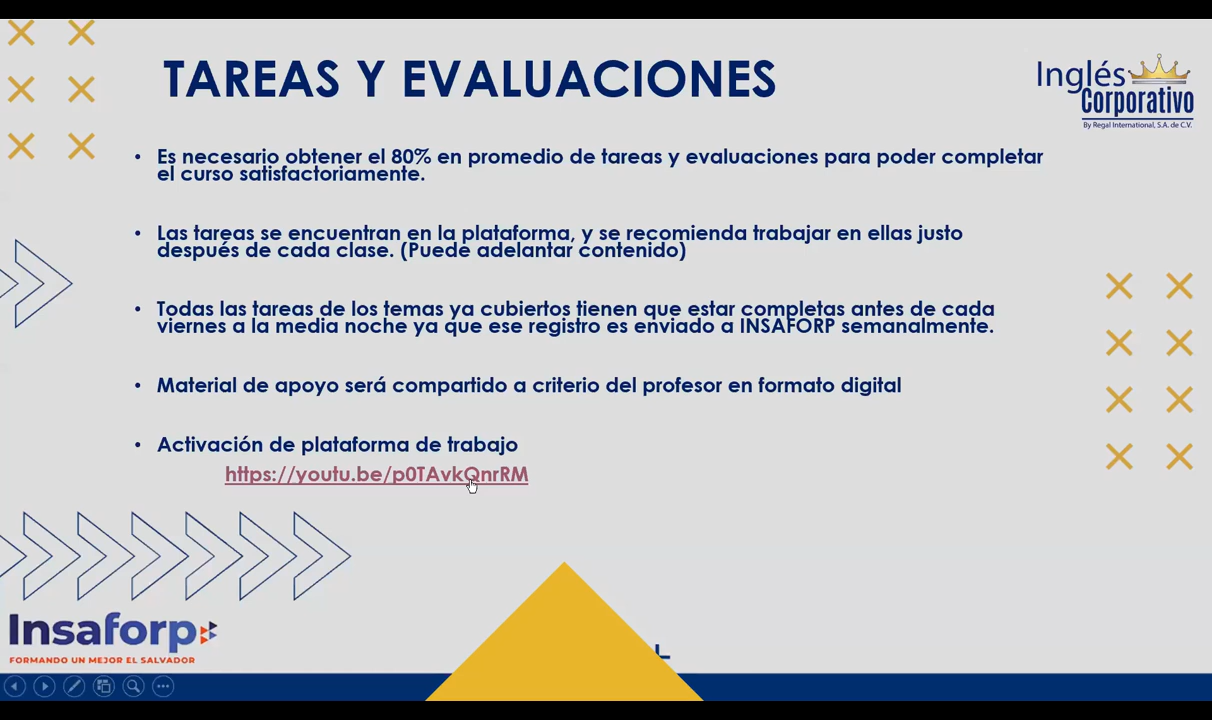 TAREAS Y EVALUACIONES
Inglés
Corporativo
By Regal International, S.A. de C.V.
• Es necesario obtener el 80% en promedio de tareas y evaluaciones para poder completar
el curso satisfactoriamente.
• Las tareas se encuentran en la plataforma, y se recomienda trabajar en ellas justo
después de cada clase. (Puede adelantar contenido)
• Todas las tareas de los temas ya cubiertos tienen que estar completas antes de cada
viernes a la media noche ya que ese registro es enviado a INSAFORP semanalmente.
• Material de apoyo será compartido a criterio del profesor en formato digital
• Activación de plataforma de trabajo
https://youtu.be/p0TAvkQnrRM
Insaforp
FORMANDO UN MEJOR EL SALVADOR